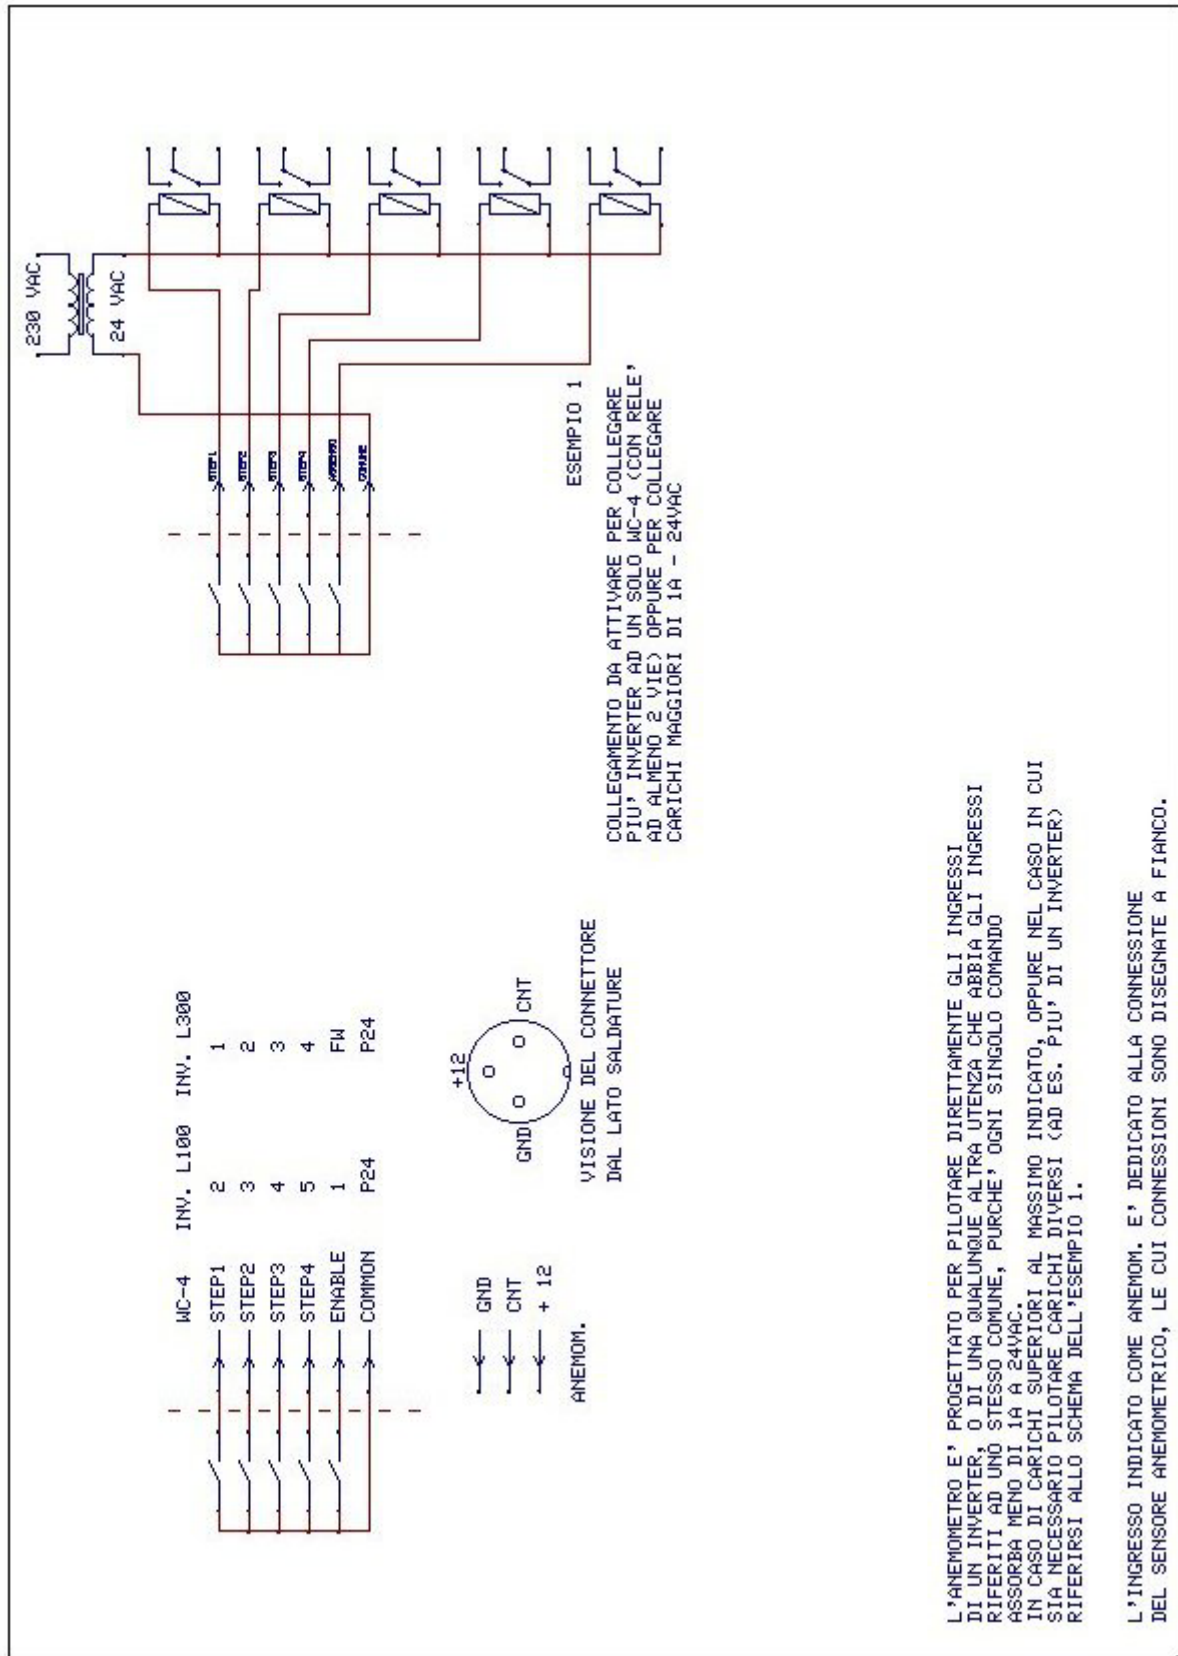 WC-4 INV. L100 INV. L300
STEP1 2 1
STEP2 3 2
STEP3 4 3
STEP4 5 4
ENABLE 1 FW
COMMON P24 P24
GND
CNT
+ 12
ANEMOM.
+12
GND
CNT
VISIONE DEL CONNETTORE
DAL LATO SALDATURE
230 VAC
24 VAC
STEP1
STEP2
STEP3
STEP4
COMUNE
ESEMPIO 1
COLLEGAMENTO DA ATTIVARE PER COLLEGARE
PIU' INVERTER AD UN SOLO WC-4 (CON RELE'
AD ALMENO 2 VIE) OPPURE PER COLLEGARE
CARICHI MAGGIORI DI 1A - 24VAC
L'ANEMOMETRO E' PROGETTATO PER PILOTARE DIRETTAMENTE GLI INGRESSI
DI UN INVERTER, O DI UNA QUALUNQUE ALTRA UTENZA CHE ABBIA GLI INGRESSI
RIFERITI AD UNO STESSO COMUNE, PURCHE' OGNI SINGOLO COMANDO
ASSORBA MENO DI 1A A 24VAC.
IN CASO DI CARICHI SUPERIORI AL MASSIMO INDICATO, OPPURE NEL CASO IN CUI
SIA NECESSARIO PILOTARE CARICHI DIVERSI (AD ES. PIU' DI UN INVERTER)
RIFERIRSI ALLO SCHEMA DELL'ESEMPIO 1.
L'INGRESSO INDICATO COME ANEMOM. E' DEDICATO ALLA CONNESSIONE
DEL SENSORE ANEMOMETRICO, LE CUI CONNESSIONI SONO DISEGNATE A FIANCO.